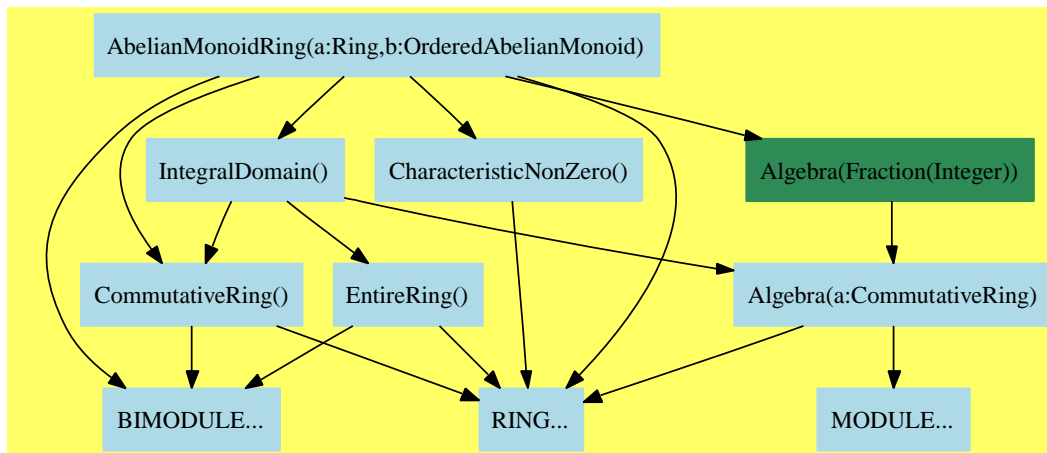 AbelianMonoidRing(a:Ring,b:OrderedAbelianMonoid)
IntegralDomain()
CharacteristicNonZero()
Algebra(Fraction(Integer))
CommutativeRing()
EntireRing()
Algebra(a:CommutativeRing)
BIMODULE...
RING...
MODULE...